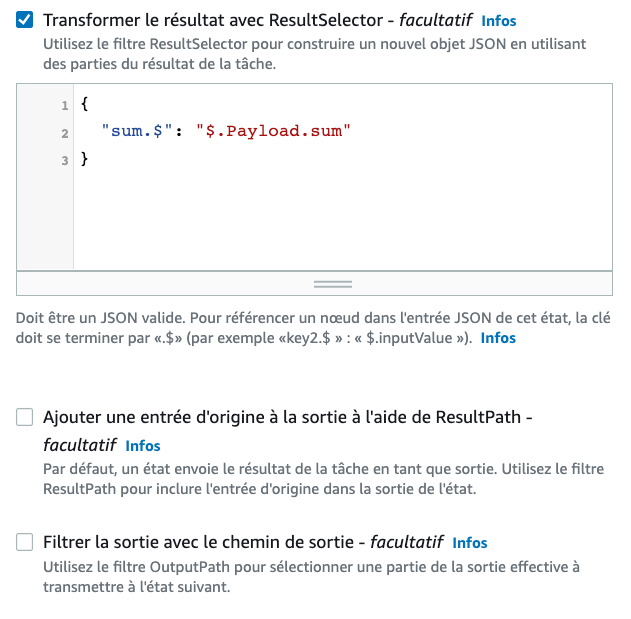 Transformer le résultat avec ResultSelector - facultatif Infos
Utilisez le filtre ResultSelector pour construire un nouvel objet JSON en utilisant
des parties du résultat de la tâche.
1 {
2 "sum.$": "$.Payload.sum"
3 }
Doit être un JSON valide. Pour référencer un nœud dans l'entrée JSON de cet état, la clé
doit se terminer par «.$» (par exemple «key2.$ » : « $.inputValue »). Infos
Ajouter une entrée d'origine à la sortie à l'aide de ResultPath -
facultatif Infos
Par défaut, un état envoie le résultat de la tâche en tant que sortie. Utilisez le filtre
ResultPath pour inclure l'entrée d'origine dans la sortie de l'état.
Filtrer la sortie avec le chemin de sortie - facultatif Infos
Utilisez le filtre OutputPath pour sélectionner une partie de la sortie effective à
transmettre à l'état suivant.